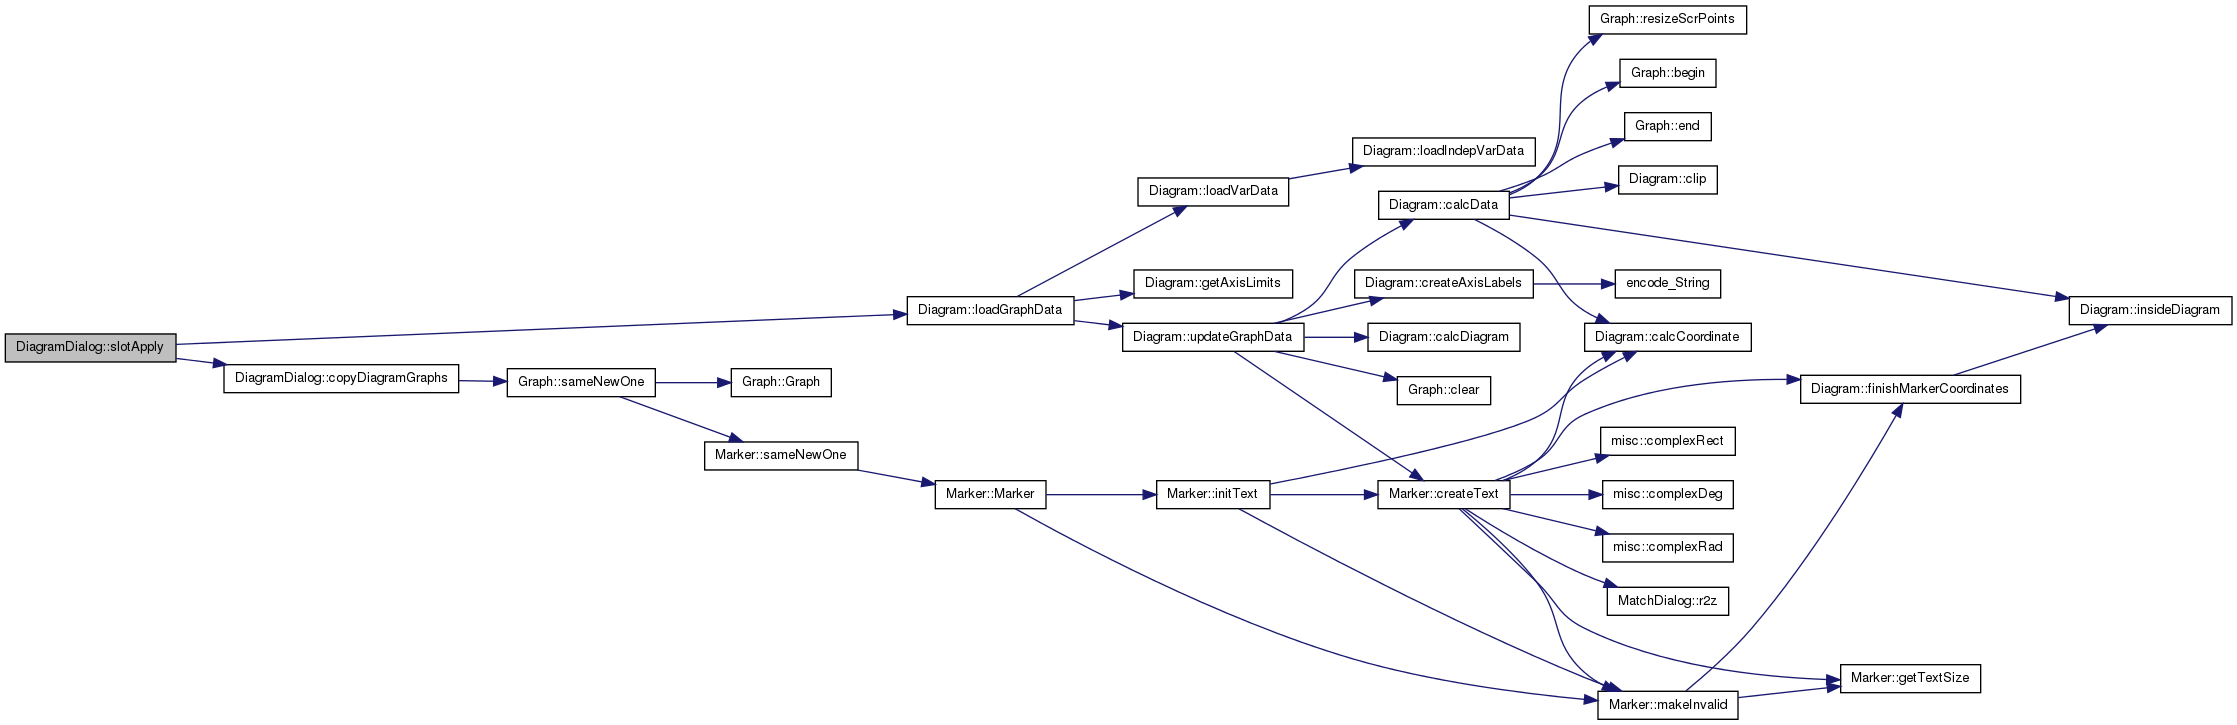 DiagramDialog::slotApply
DiagramDialog::copyDiagramGraphs
Graph::sameNewOne
Graph::Graph
Marker::sameNewOne
Diagram::loadGraphData
Marker::Marker
Diagram::loadVarData
Diagram::getAxisLimits
Diagram::updateGraphData
Marker::initText
Diagram::loadIndepVarData
Diagram::calcData
Diagram::createAxisLabels
Diagram::calcDiagram
Graph::clear
Marker::createText
Graph::resizeScrPoints
Graph::begin
Graph::end
Diagram::clip
encode_String
Diagram::calcCoordinate
misc::complexRect
misc::complexDeg
misc::complexRad
MatchDialog::r2z
Marker::makeInvalid
Diagram::finishMarkerCoordinates
Marker::getTextSize
Diagram::insideDiagram